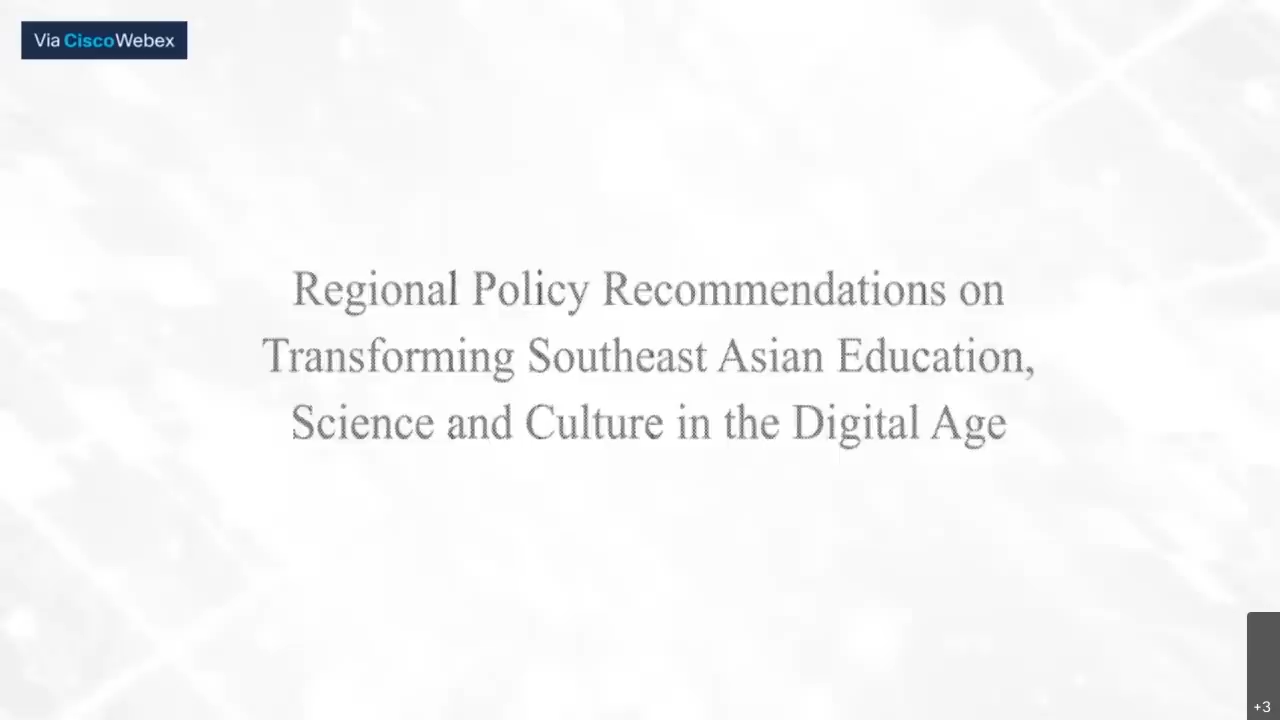 Via CiscoWebex
Regional Policy Recommendations on
Transforming Southeast Asian Education,
Science and Culture in the Digital Age
+3